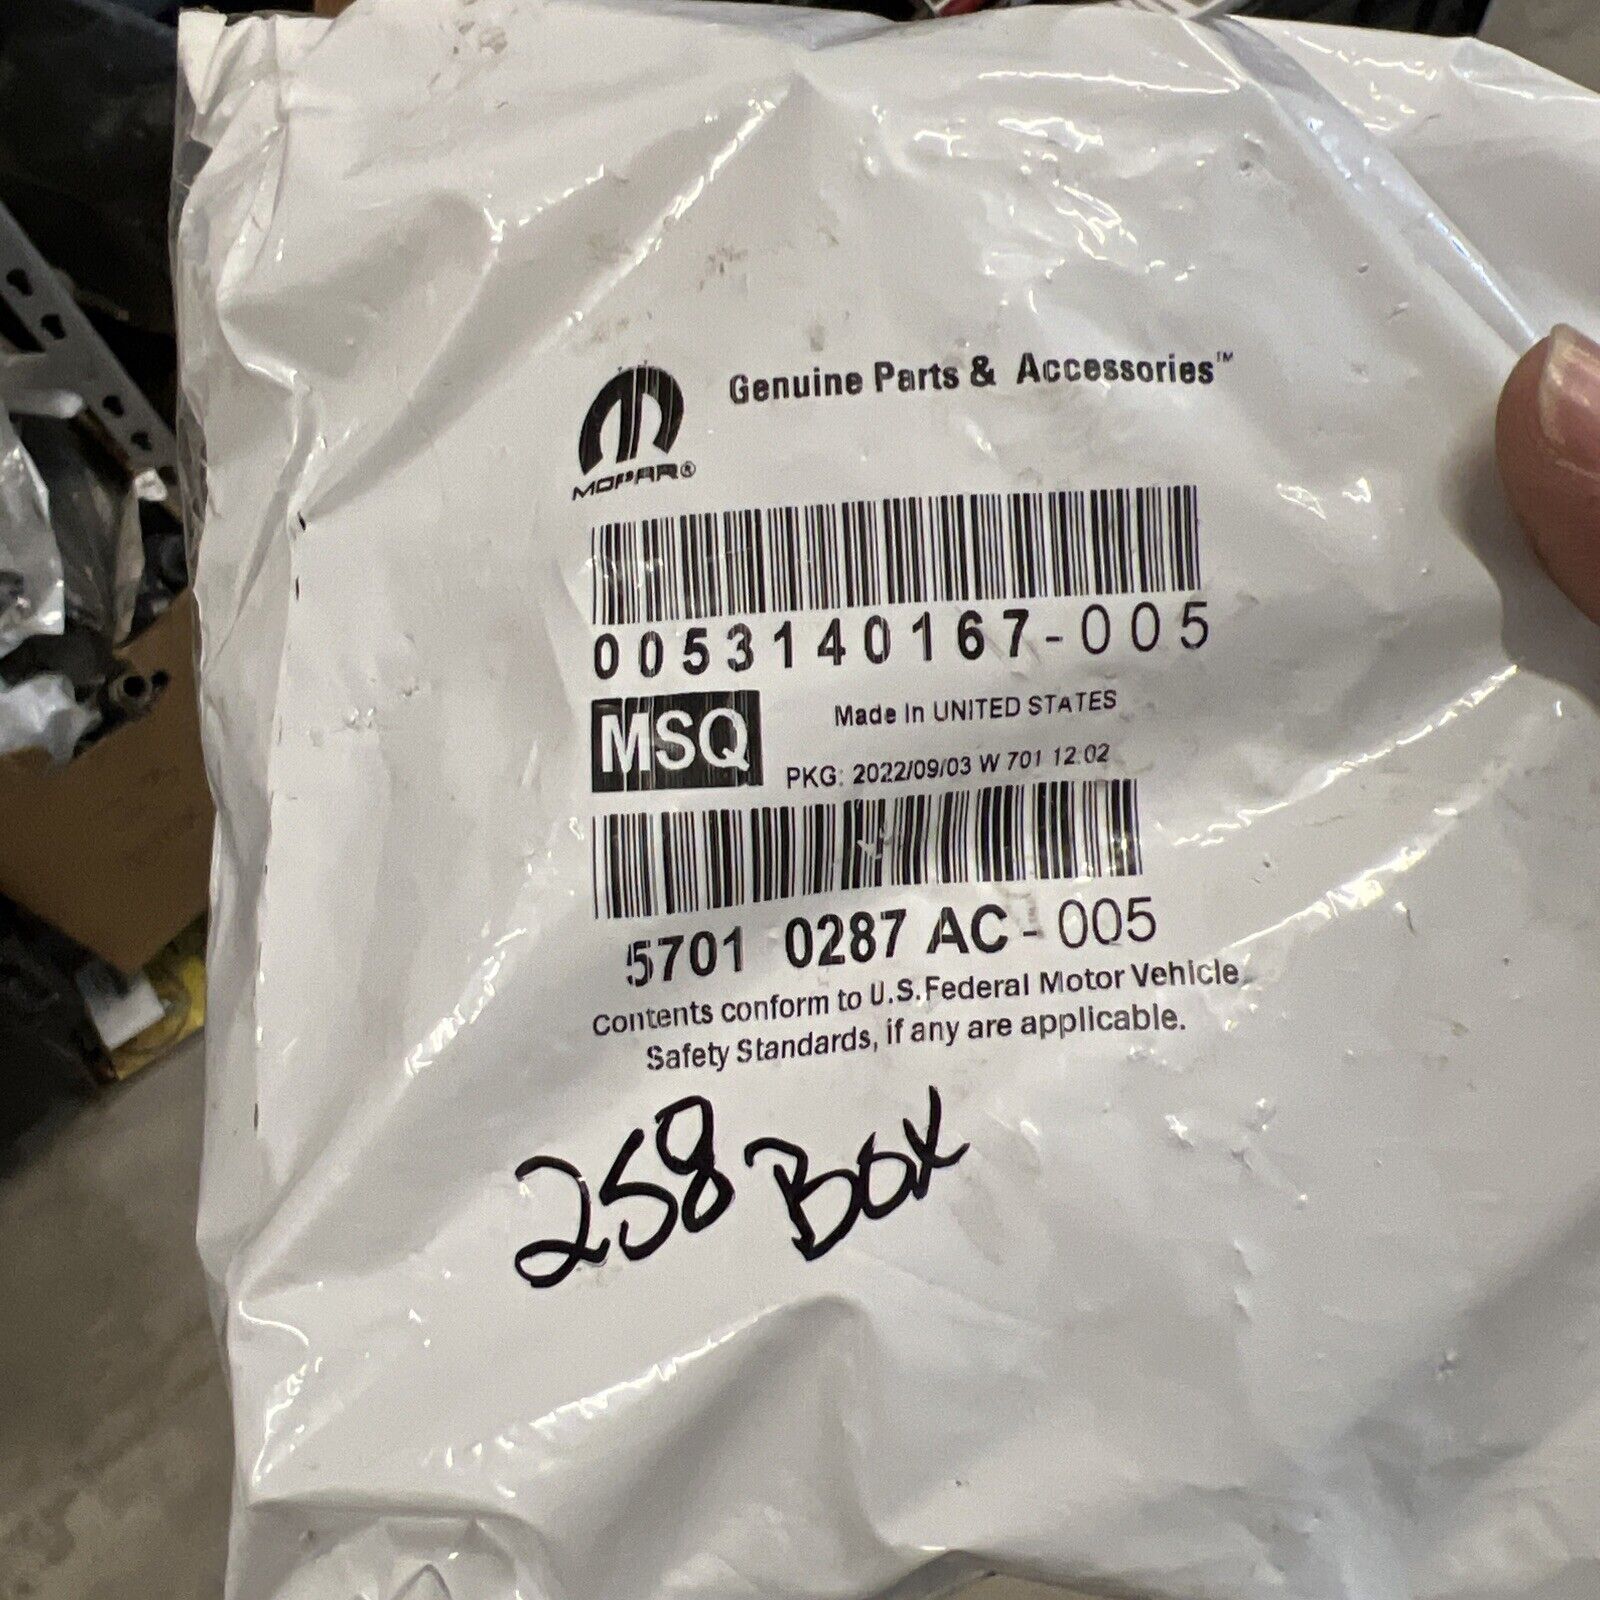 Genuine Parts & Accessories™
MOPAR®
0053140167-005
MSQ
Made In UNITED STATES
PKG: 2022/09/03 W 701 12.02
5701 0287 AC-005
Contents conform to U.S. Federal Motor Vehicle
Safety Standards, if any are applicable.
258 Box